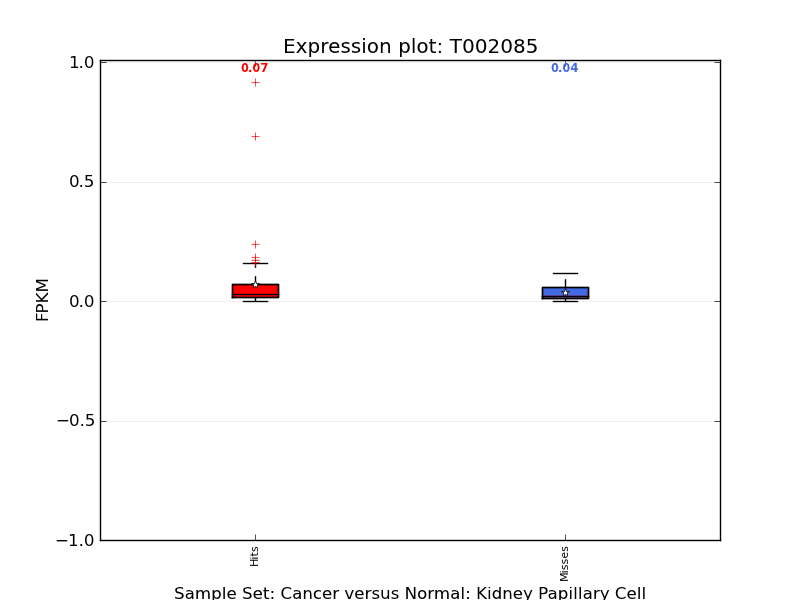 Expression plot: T002085
1.0
0.07
0.04
0.5
0.0
FPKM
−0.5
−1.0
Hits
Misses
Sample Set: Cancer versus Normal: Kidney Papillary Cell